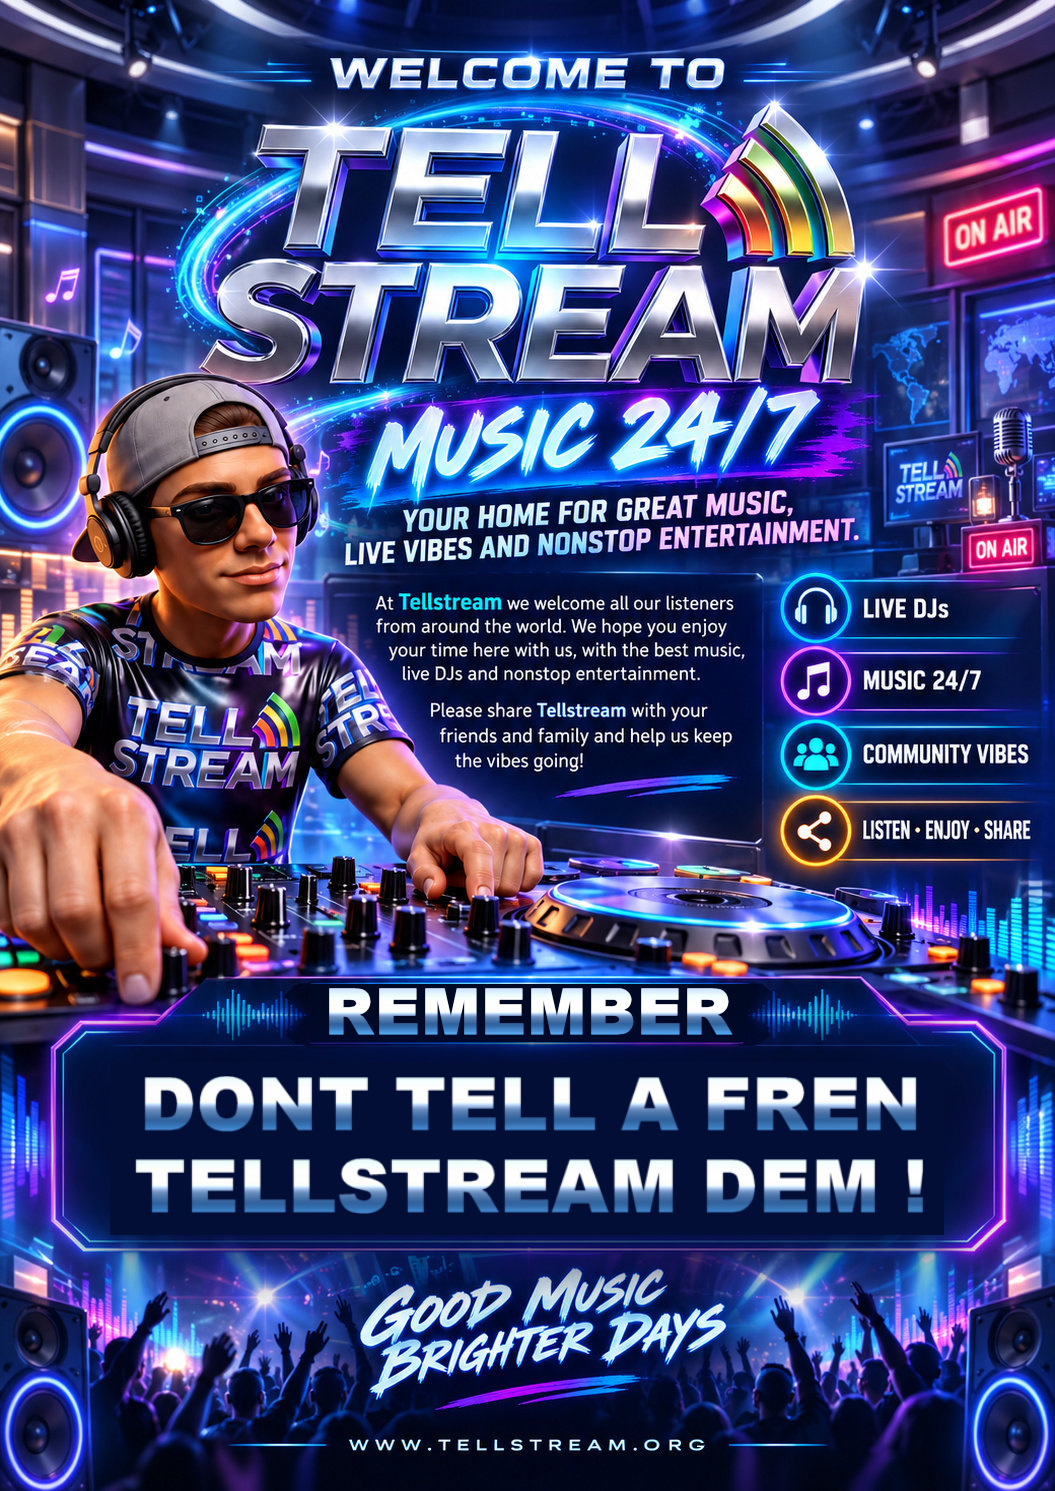 WELCOME TO
TELL
STREAM
MUSIC 24/7
YOUR HOME FOR GREAT MUSIC,
LIVE VIBES AND NONSTOP ENTERTAINMENT.
ON AIR
TELL
STREAM
ON AIR
At Tellstream we welcome all our listeners
from around the world. We hope you enjoy
your time here with us, with the best music,
live DJs and nonstop entertainment.
Please share Tellstream with your
friends and family and help us keep
the vibes going!
LIVE DJs
MUSIC 24/7
COMMUNITY VIBES
LISTEN • ENJOY • SHARE
STREAM
TELL
STREAM
TELL
REMEMBER
DONT TELL A FREN
TELLSTREAM DEM !
GOOD MUSIC
BRIGHTER DAYS
WWW.TELLSTREAM.ORG